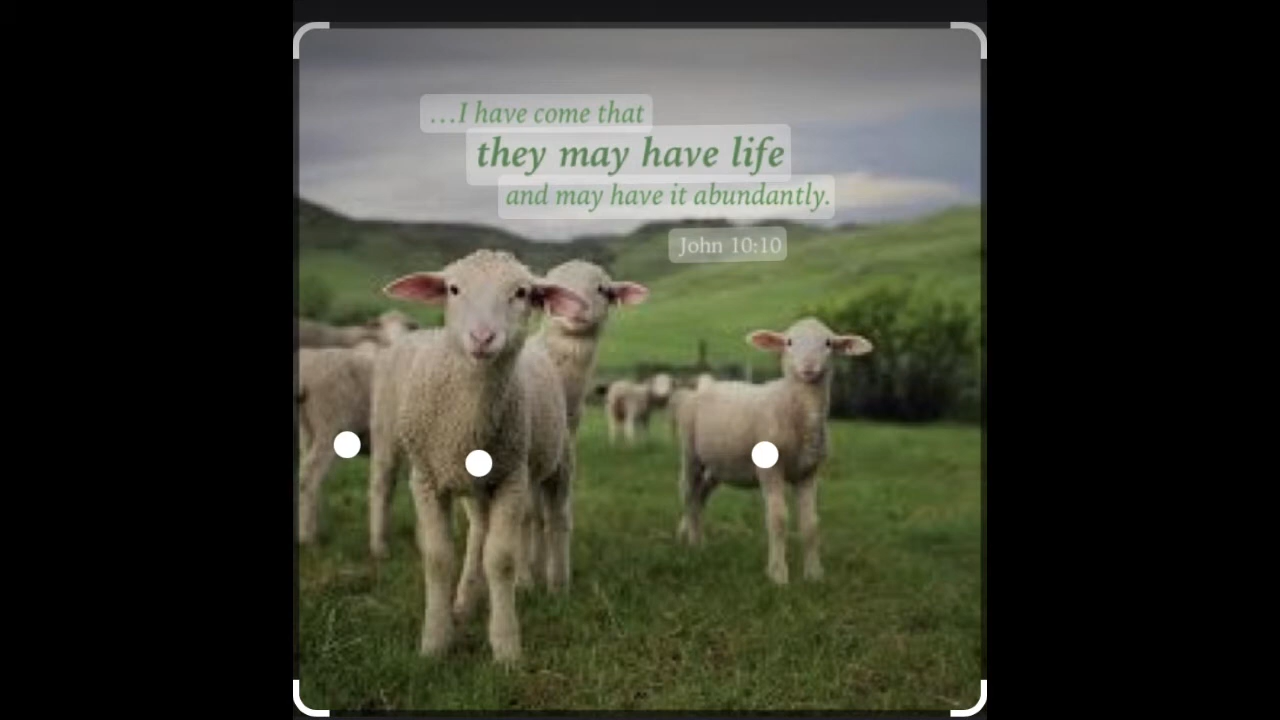 …I have come that
they may have life
and may have it abundantly.
John 10:10